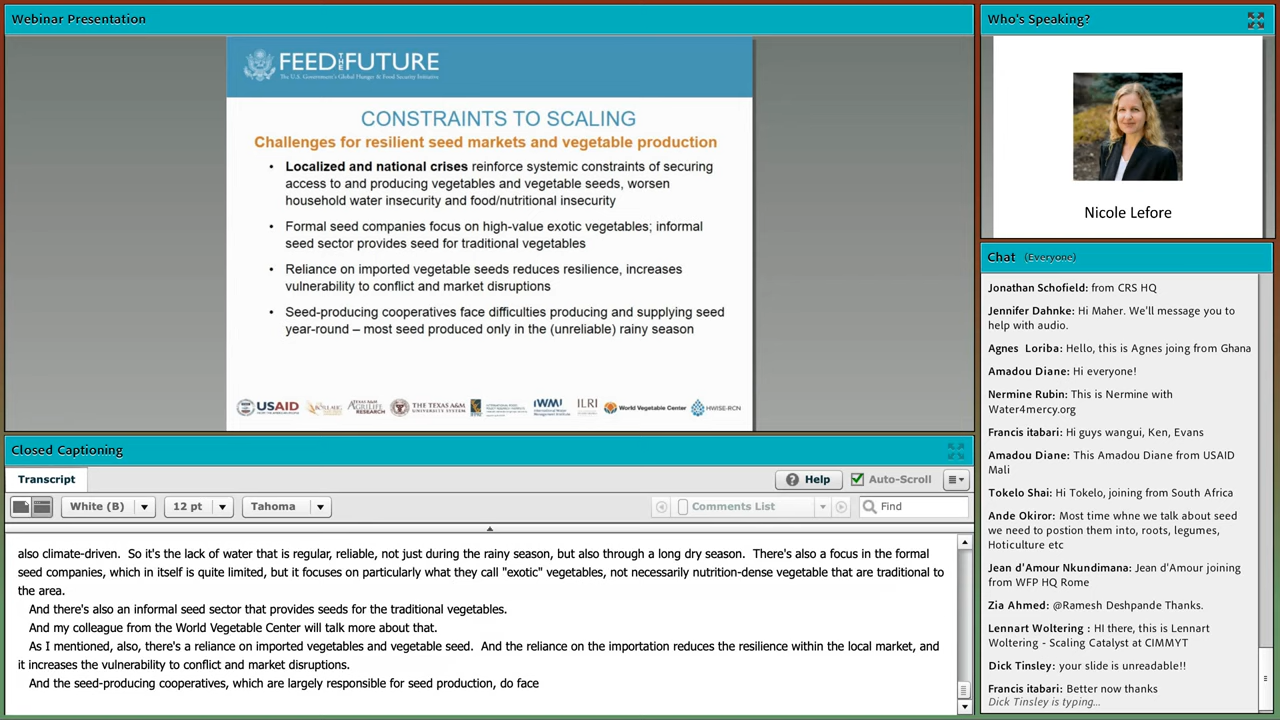 Webinar Presentation
FEED THE FUTURE
The U.S. Government's Global Hunger & Food Security Initiative
CONSTRAINTS TO SCALING
Challenges for resilient seed markets and vegetable production
• Localized and national crises reinforce systemic constraints of securing
access to and producing vegetables and vegetable seeds, worsen
household water insecurity and food/nutritional insecurity
• Formal seed companies focus on high-value exotic vegetables; informal
seed sector provides seed for traditional vegetables
• Reliance on imported vegetable seeds reduces resilience, increases
vulnerability to conflict and market disruptions
• Seed-producing cooperatives face difficulties producing and supplying seed
year-round – most seed produced only in the (unreliable) rainy season
USAID
TEXAS A&M
AGRILIFE
RESEARCH
THE TEXAS A&M
UNIVERSITY SYSTEM
IWMI
International Water
Management Institute
ILRI
World Vegetable Center
HWISE-RCN
Closed Captioning
Transcript
Help
Auto-Scroll
White (B)
12 pt
Tahoma
Comments List
Find
also climate-driven. So it's the lack of water that is regular, reliable, not just during the rainy season, but also through a long dry season. There's also a focus in the formal
seed companies, which in itself is quite limited, but it focuses on particularly what they call "exotic" vegetables, not necessarily nutrition-dense vegetable that are traditional to
the area.
And there's also an informal seed sector that provides seeds for the traditional vegetables.
And my colleague from the World Vegetable Center will talk more about that.
As I mentioned, also, there's a reliance on imported vegetables and vegetable seed. And the reliance on the importation reduces the resilience within the local market, and
it increases the vulnerability to conflict and market disruptions.
And the seed-producing cooperatives, which are largely responsible for seed production, do face
Who's Speaking?
Nicole Lefore
Chat (Everyone)
Jonathan Schofield: from CRS HQ
Jennifer Dahnke: Hi Maher. We'll message you to
help with audio.
Agnes Loriba: Hello, this is Agnes joing from Ghana
Amadou Diane: Hi everyone!
Nermine Rubin: This is Nermine with
Water4mercy.org
Francis itabari: Hi guys wangui, Ken, Evans
Amadou Diane: This Amadou Diane from USAID
Mali
Tokelo Shai: Hi Tokelo, joining from South Africa
Ande Okiror: Most time whne we talk about seed
we need to postion them into, roots, legumes,
Hoticulture etc
Jean d'Amour Nkundimana: Jean d'Amour joining
from WFP HQ Rome
Zia Ahmed: @Ramesh Deshpande Thanks.
Lennart Woltering : HI there, this is Lennart
Woltering - Scaling Catalyst at CIMMYT
Dick Tinsley: your slide is unreadable!!
Francis itabari: Better now thanks
Dick Tinsley is typing...